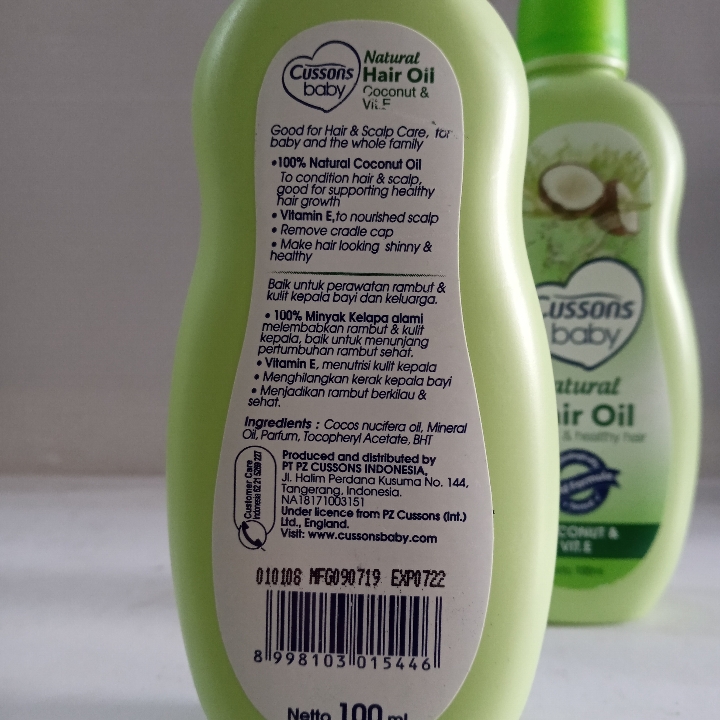 Cussons
baby
Natural
Hair Oil
Coconut &
Vit.E
Good for Hair & Scalp Care, for
baby and the whole family
•100% Natural Coconut Oil
To condition hair & scalp,
good for supporting healthy
hair growth
• Vitamin E,to nourished scalp
• Remove cradle cap
• Make hair looking shinny &
healthy
Baik untuk perawatan rambut &
kulit kepala bayi dan keluarga.
• 100% Minyak Kelapa alami
melembabkan rambut & kulit
kepala, baik untuk menunjang
pertumbuhan rambut sehat.
• Vitamin E, menutrisi kulit kepala
• Menghilangkan kerak kepala bayi
• Menjadikan rambut berkilau &
sehat.
Ingredients : Cocos nucifera oil, Mineral
Oil, Parfum, Tocopheryl Acetate, BHT
Customer Care
Indonesia 02 21 5289 227
Produced and distributed by
PT PZ CUSSONS INDONESIA,
Jl. Halim Perdana Kusuma No. 144,
Tangerang, Indonesia.
NA18171003151
Under licence from PZ Cussons (Int.)
Ltd., England.
Visit: www.cussonsbaby.com
010108 MFG090719 EXP0722
8 998103 015446
Netto 100 ml
Cussons
baby
Natural
Hair Oil
& healthy hair
COCONUT &
VIT.E